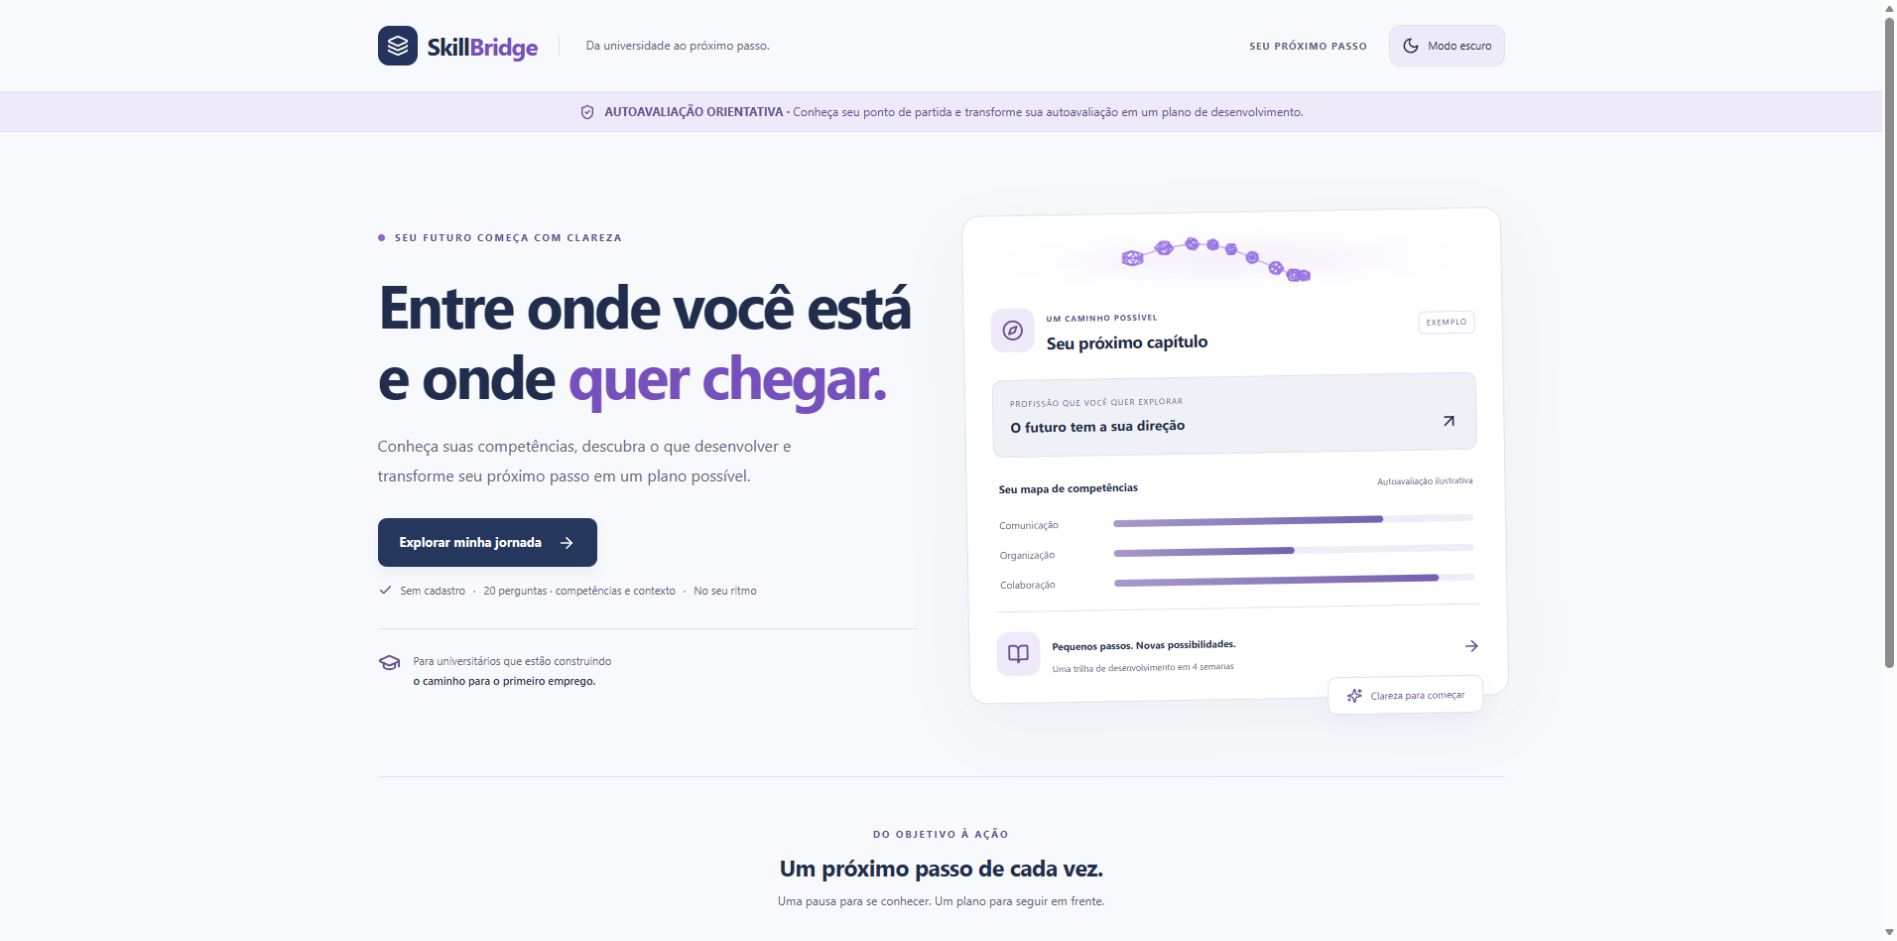 SkillBridge
Da universidade ao próximo passo.
SEU PRÓXIMO PASSO
Modo escuro
AUTOAVALIAÇÃO ORIENTATIVA · Conheça seu ponto de partida e transforme sua autoavaliação em um plano de desenvolvimento.
SEU FUTURO COMEÇA COM CLAREZA
Entre onde você está
e onde quer chegar.
Conheça suas competências, descubra o que desenvolver e
transforme seu próximo passo em um plano possível.
Explorar minha jornada
Sem cadastro · 20 perguntas · competências e contexto · No seu ritmo
Para universitários que estão construindo
o caminho para o primeiro emprego.
UM CAMINHO POSSÍVEL
Seu próximo capítulo
EXEMPLO
PROFISSÃO QUE VOCÊ QUER EXPLORAR
O futuro tem a sua direção
Seu mapa de competências
Autoavaliação ilustrativa
Comunicação
Organização
Colaboração
Pequenos passos. Novas possibilidades.
Uma trilha de desenvolvimento em 4 semanas
Clareza para começar
DO OBJETIVO À AÇÃO
Um próximo passo de cada vez.
Uma pausa para se conhecer. Um plano para seguir em frente.